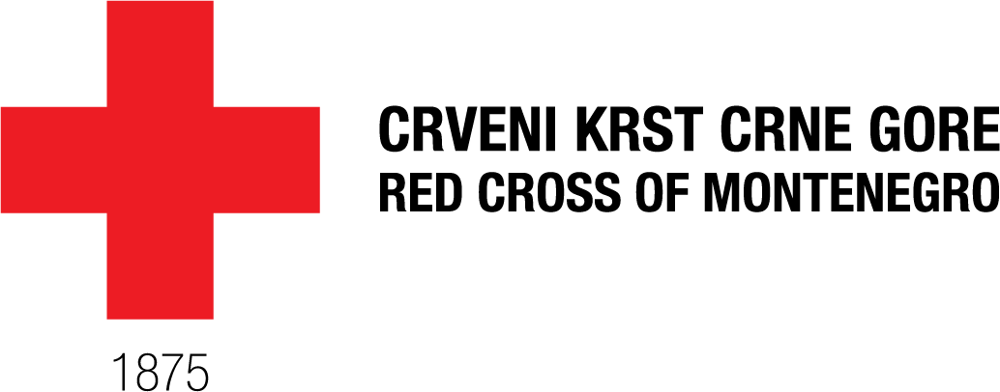 CRVENI KRST CRNE GORE
RED CROSS OF MONTENEGRO
1875